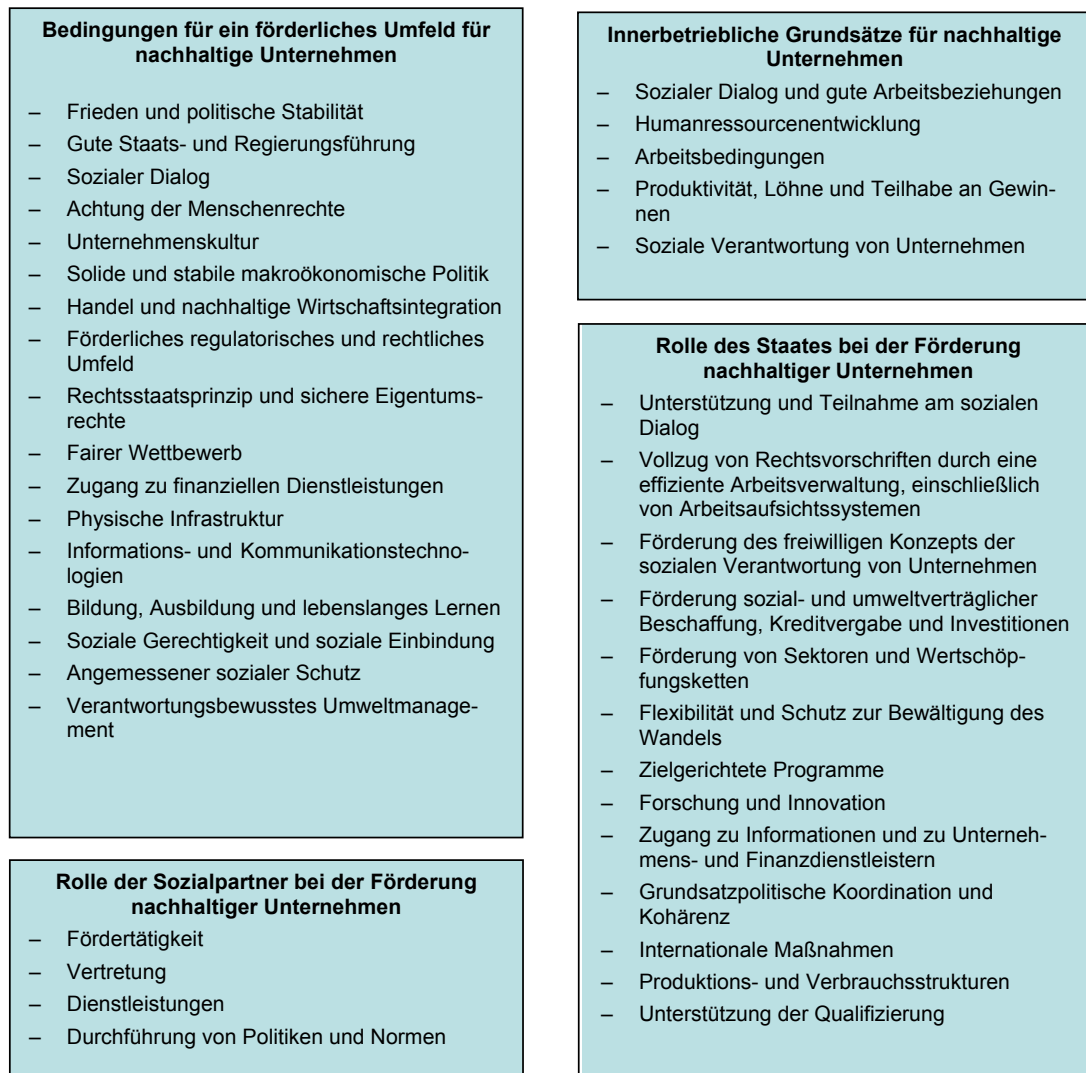 Bedingungen für ein förderliches Umfeld für
nachhaltige Unternehmen
– Frieden und politische Stabilität
– Gute Staats- und Regierungsführung
– Sozialer Dialog
– Achtung der Menschenrechte
– Unternehmenskultur
– Solide und stabile makroökonomische Politik
– Handel und nachhaltige Wirtschaftsintegration
– Förderliches regulatorisches und rechtliches
Umfeld
– Rechtsstaatsprinzip und sichere Eigentums-
rechte
– Fairer Wettbewerb
– Zugang zu finanziellen Dienstleistungen
– Physische Infrastruktur
– Informations- und Kommunikationstechno-
logien
– Bildung, Ausbildung und lebenslanges Lernen
– Soziale Gerechtigkeit und soziale Einbindung
– Angemessener sozialer Schutz
– Verantwortungsbewusstes Umweltmanage-
ment
Rolle der Sozialpartner bei der Förderung
nachhaltiger Unternehmen
– Fördertätigkeit
– Vertretung
– Dienstleistungen
– Durchführung von Politiken und Normen
Innerbetriebliche Grundsätze für nachhaltige
Unternehmen
– Sozialer Dialog und gute Arbeitsbeziehungen
– Humanressourcenentwicklung
– Arbeitsbedingungen
– Produktivität, Löhne und Teilhabe an Gewin-
nen
– Soziale Verantwortung von Unternehmen
Rolle des Staates bei der Förderung
nachhaltiger Unternehmen
– Unterstützung und Teilnahme am sozialen
Dialog
– Vollzug von Rechtsvorschriften durch eine
effiziente Arbeitsverwaltung, einschließlich
von Arbeitsaufsichtssystemen
– Förderung des freiwilligen Konzepts der
sozialen Verantwortung von Unternehmen
– Förderung sozial- und umweltverträglicher
Beschaffung, Kreditvergabe und Investitionen
– Förderung von Sektoren und Wertschöp-
fungsketten
– Flexibilität und Schutz zur Bewältigung des
Wandels
– Zielgerichtete Programme
– Forschung und Innovation
– Zugang zu Informationen und zu Unterneh-
mens- und Finanzdienstleistern
– Grundsatzpolitische Koordination und
Kohärenz
– Internationale Maßnahmen
– Produktions- und Verbrauchsstrukturen
– Unterstützung der Qualifizierung